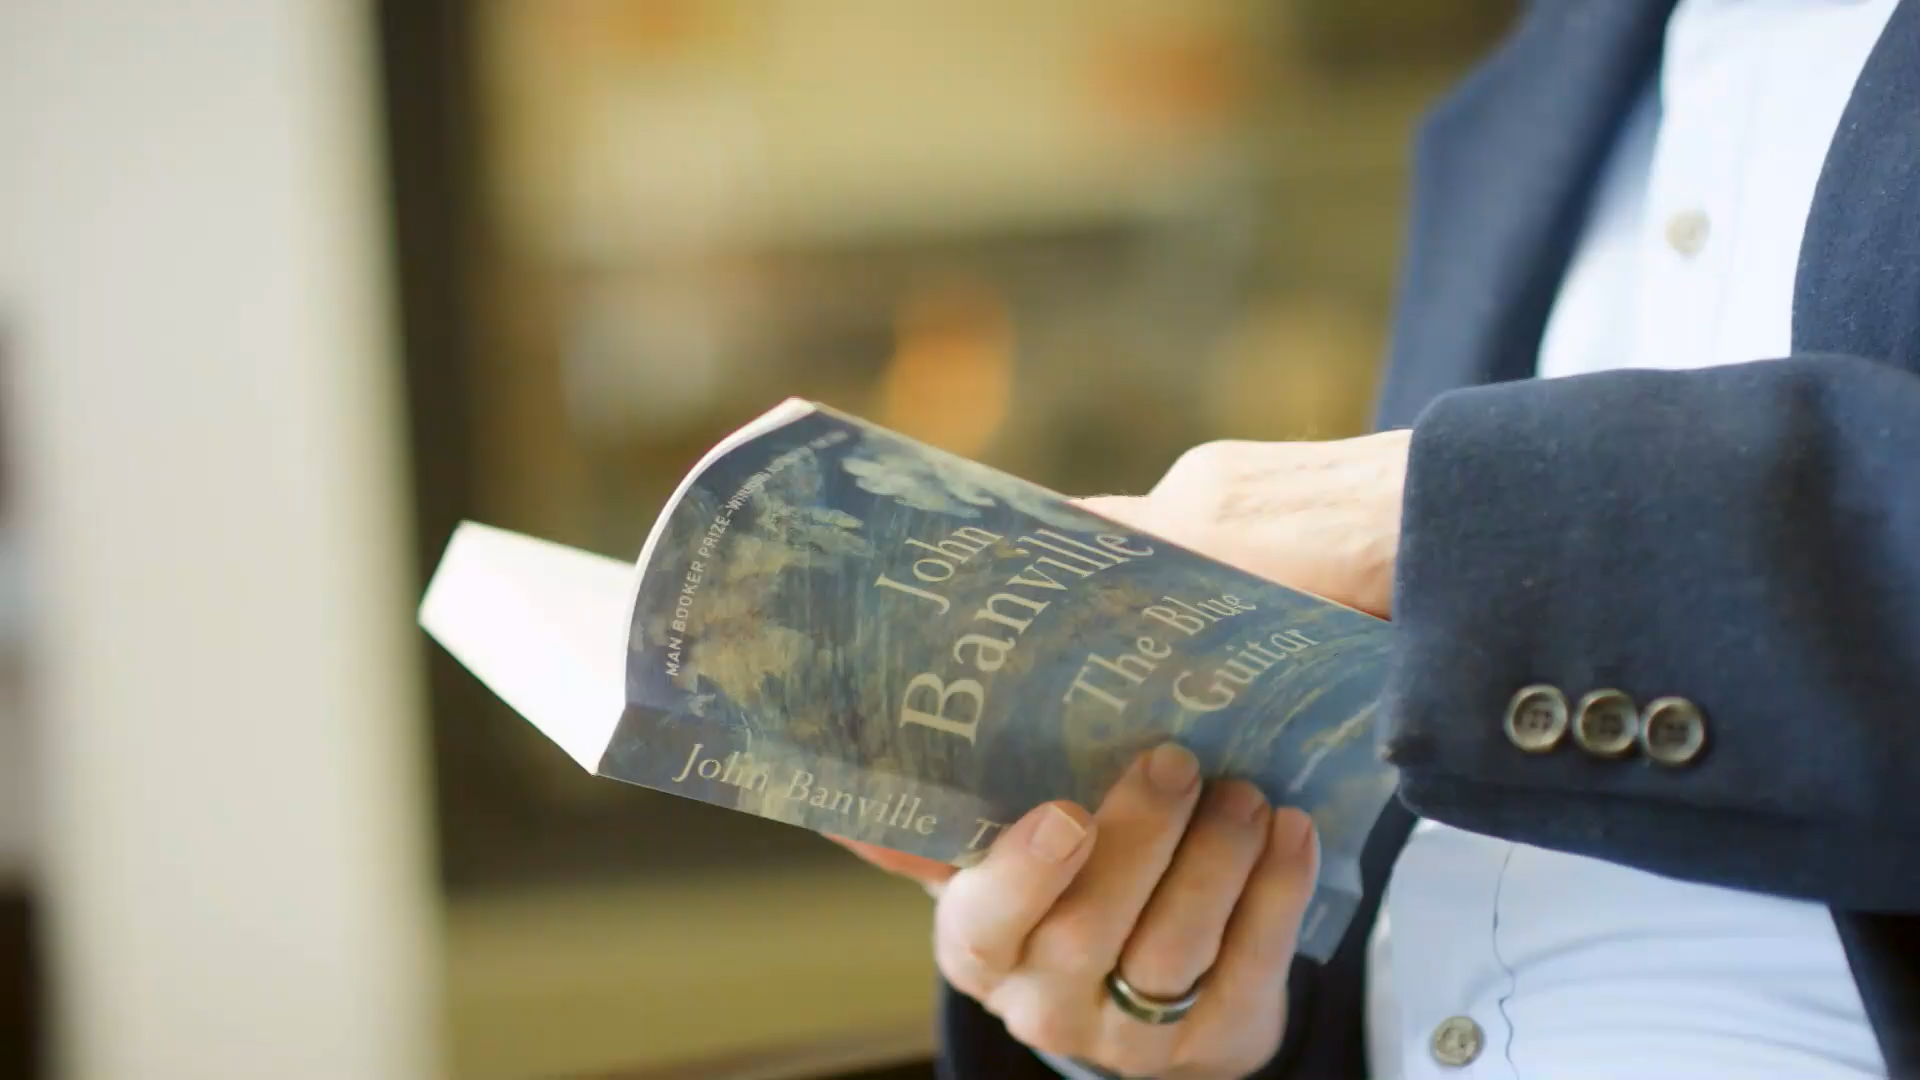 MAN BOOKER PRIZE-WINNING
John
Banville
The Blue
Guitar
John Banville